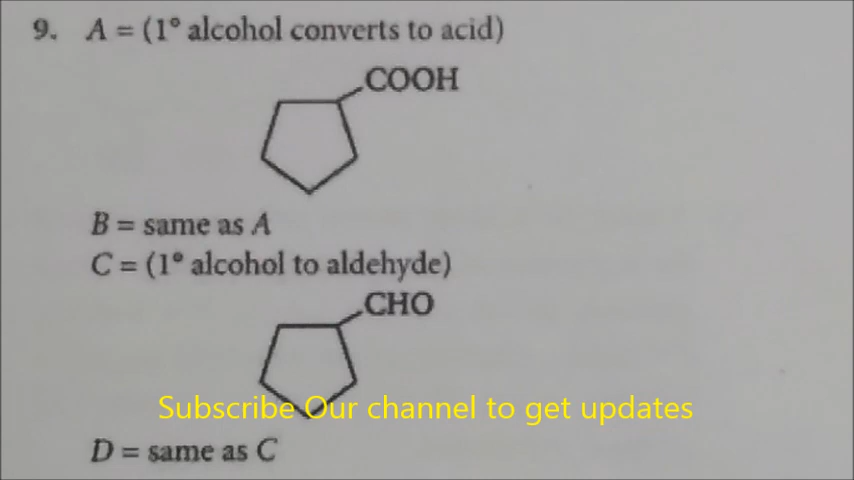 9. A = (1° alcohol converts to acid)
COOH
B = same as A
C = (1° alcohol to aldehyde)
CHO
Subscribe Our channel to get updates
D = same as C